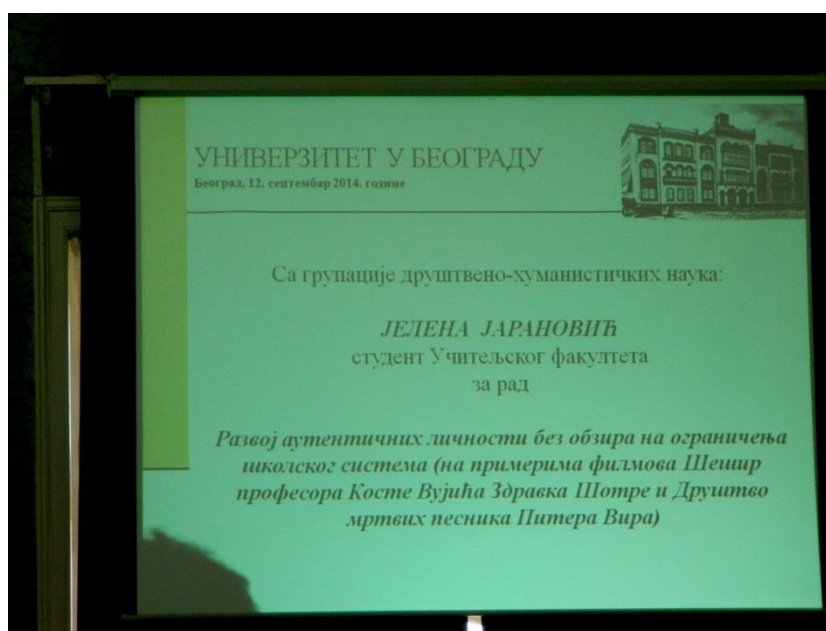 УНИВЕРЗИТЕТ У БЕОГРАДУ
Београд, 12. септембар 2014. године
Са групације друштвено-хуманистичких наука:
ЈЕЛЕНА ЈАРАНОВИЋ
студент Учитељског факултета
за рад
Развој аутентичних личности без обзира на ограничења
школског система (на примерима филмова Шешир
професора Косте Вујића Здравка Шотре и Друштво
мртвих песника Питера Вира)